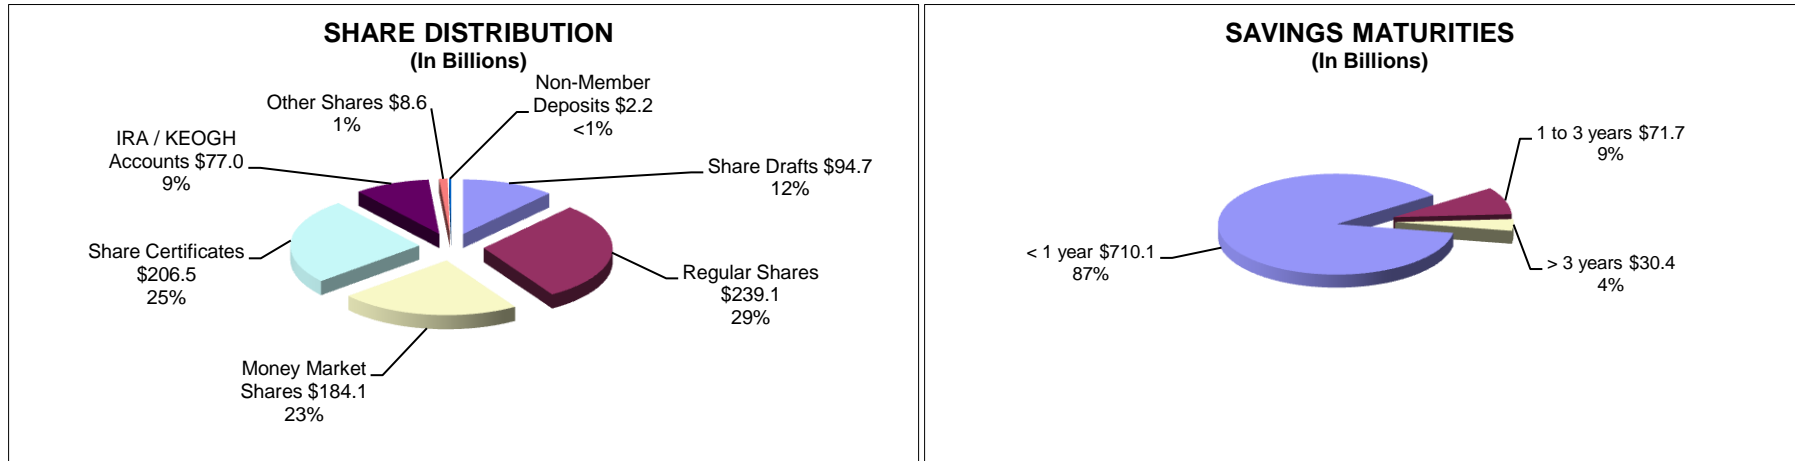 SHARE DISTRIBUTION
(In Billions)
Non-Member
Deposits $2.2
<1%
Other Shares $8.6
1%
IRA / KEOGH
Accounts $77.0
9%
Share Drafts $94.7
12%
Share Certificates
$206.5
25%
Regular Shares
$239.1
29%
Money Market
Shares $184.1
23%
SAVINGS MATURITIES
(In Billions)
1 to 3 years $71.7
9%
< 1 year $710.1
87%
> 3 years $30.4
4%